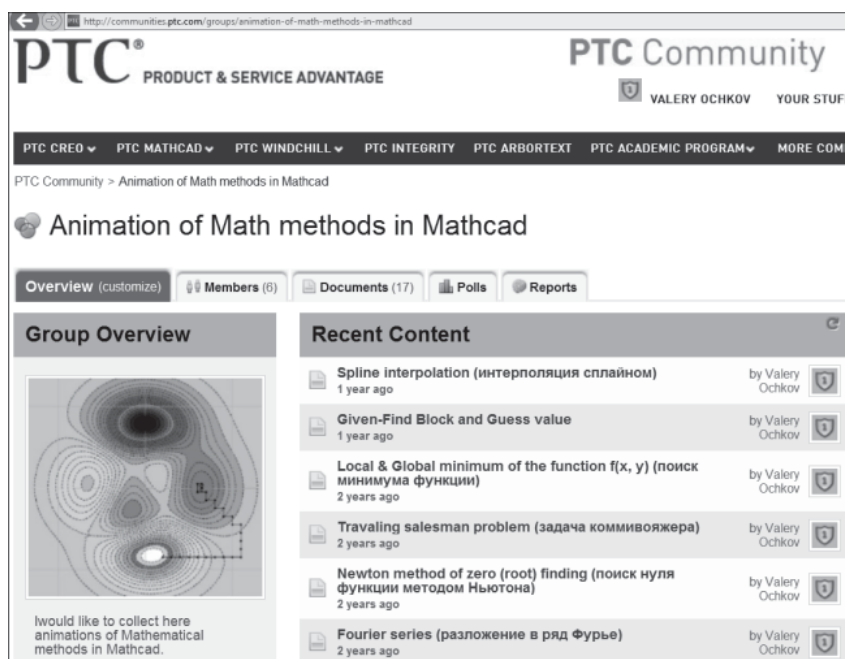 http://communities.ptc.com/groups/animation-of-math-methods-in-mathcad
PTC® PRODUCT & SERVICE ADVANTAGE
PTC Community
VALERY OCHKOV YOUR STUF
PTC CREO PTC MATHCAD PTC WINDCHILL PTC INTEGRITY PTC ARBORTEXT PTC ACADEMIC PROGRAM MORE COM
PTC Community > Animation of Math methods in Mathcad
Animation of Math methods in Mathcad
Overview (customize) Members (6) Documents (17) Polls Reports
Group Overview
Iwould like to collect here
animations of Mathematical
methods in Mathcad.
Recent Content
Spline interpolation (интерполяция сплайном)
1 year ago
by Valery
Ochkov
Given-Find Block and Guess value
1 year ago
by Valery
Ochkov
Local & Global minimum of the function f(x, y) (поиск
минимума функции)
2 years ago
by Valery
Ochkov
Travaling salesman problem (задача коммивояжера)
2 years ago
by Valery
Ochkov
Newton method of zero (root) finding (поиск нуля
функции методом Ньютона)
2 years ago
by Valery
Ochkov
Fourier series (разложение в ряд Фурье)
2 years ago
by Valery
Ochkov